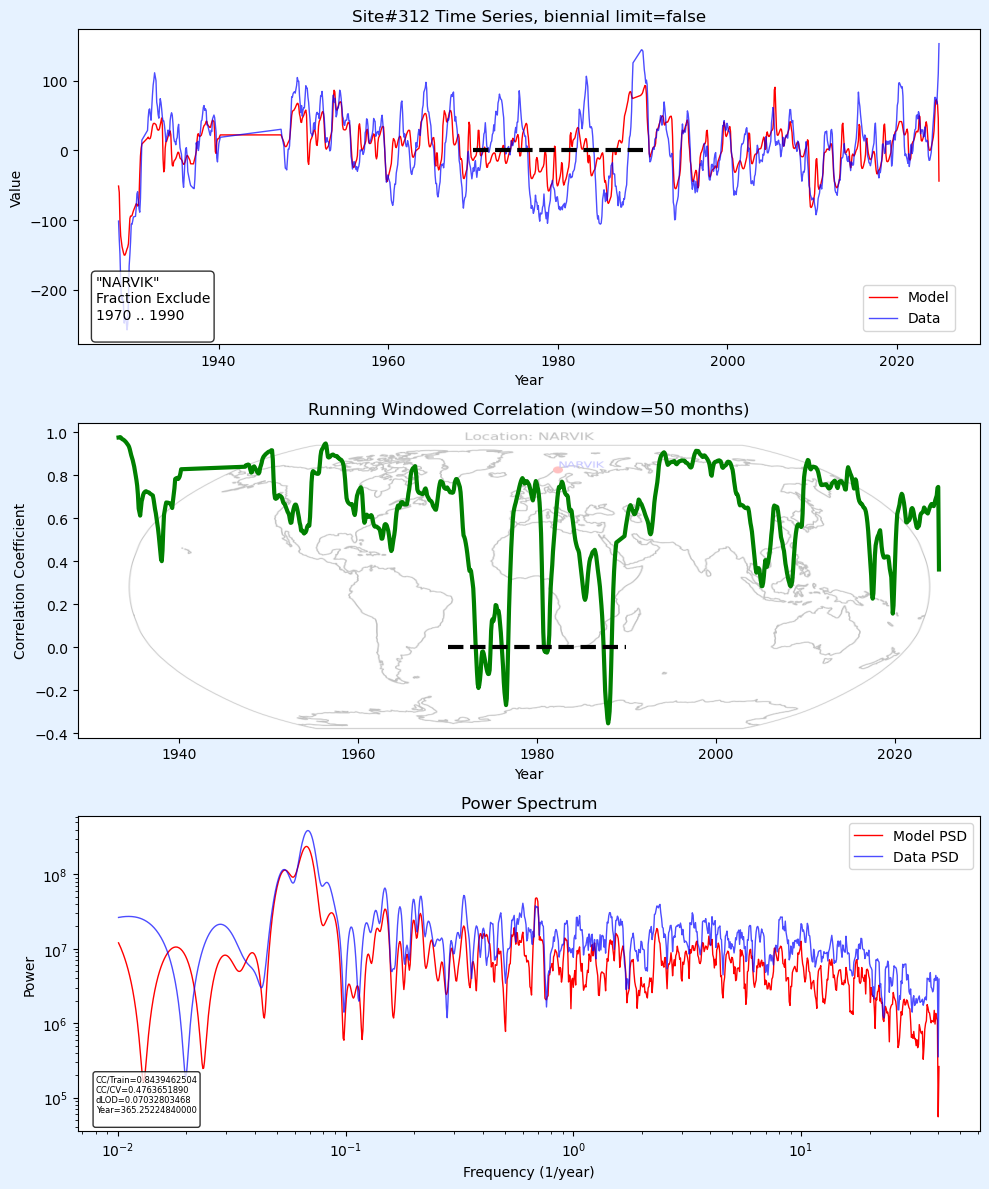 Site#312 Time Series, biennial limit=false
Value
100
0
−100
−200
"NARVIK"
Fraction Exclude
1970 .. 1990
Model
Data
1940
1960
1980
2000
2020
Year
Running Windowed Correlation (window=50 months)
Correlation Coefficient
1.0
0.8
0.6
0.4
0.2
0.0
−0.2
−0.4
Location: NARVIK
NARVIK
1940
1960
1980
2000
2020
Year
Power Spectrum
Power
10⁸
10⁷
10⁶
10⁵
Model PSD
Data PSD
CC/Train=0.8439462504
CC/CV=0.4763651890
dLOD=0.07032803468
Year=365.25224840000
10⁻²
10⁻¹
10⁰
10¹
Frequency (1/year)